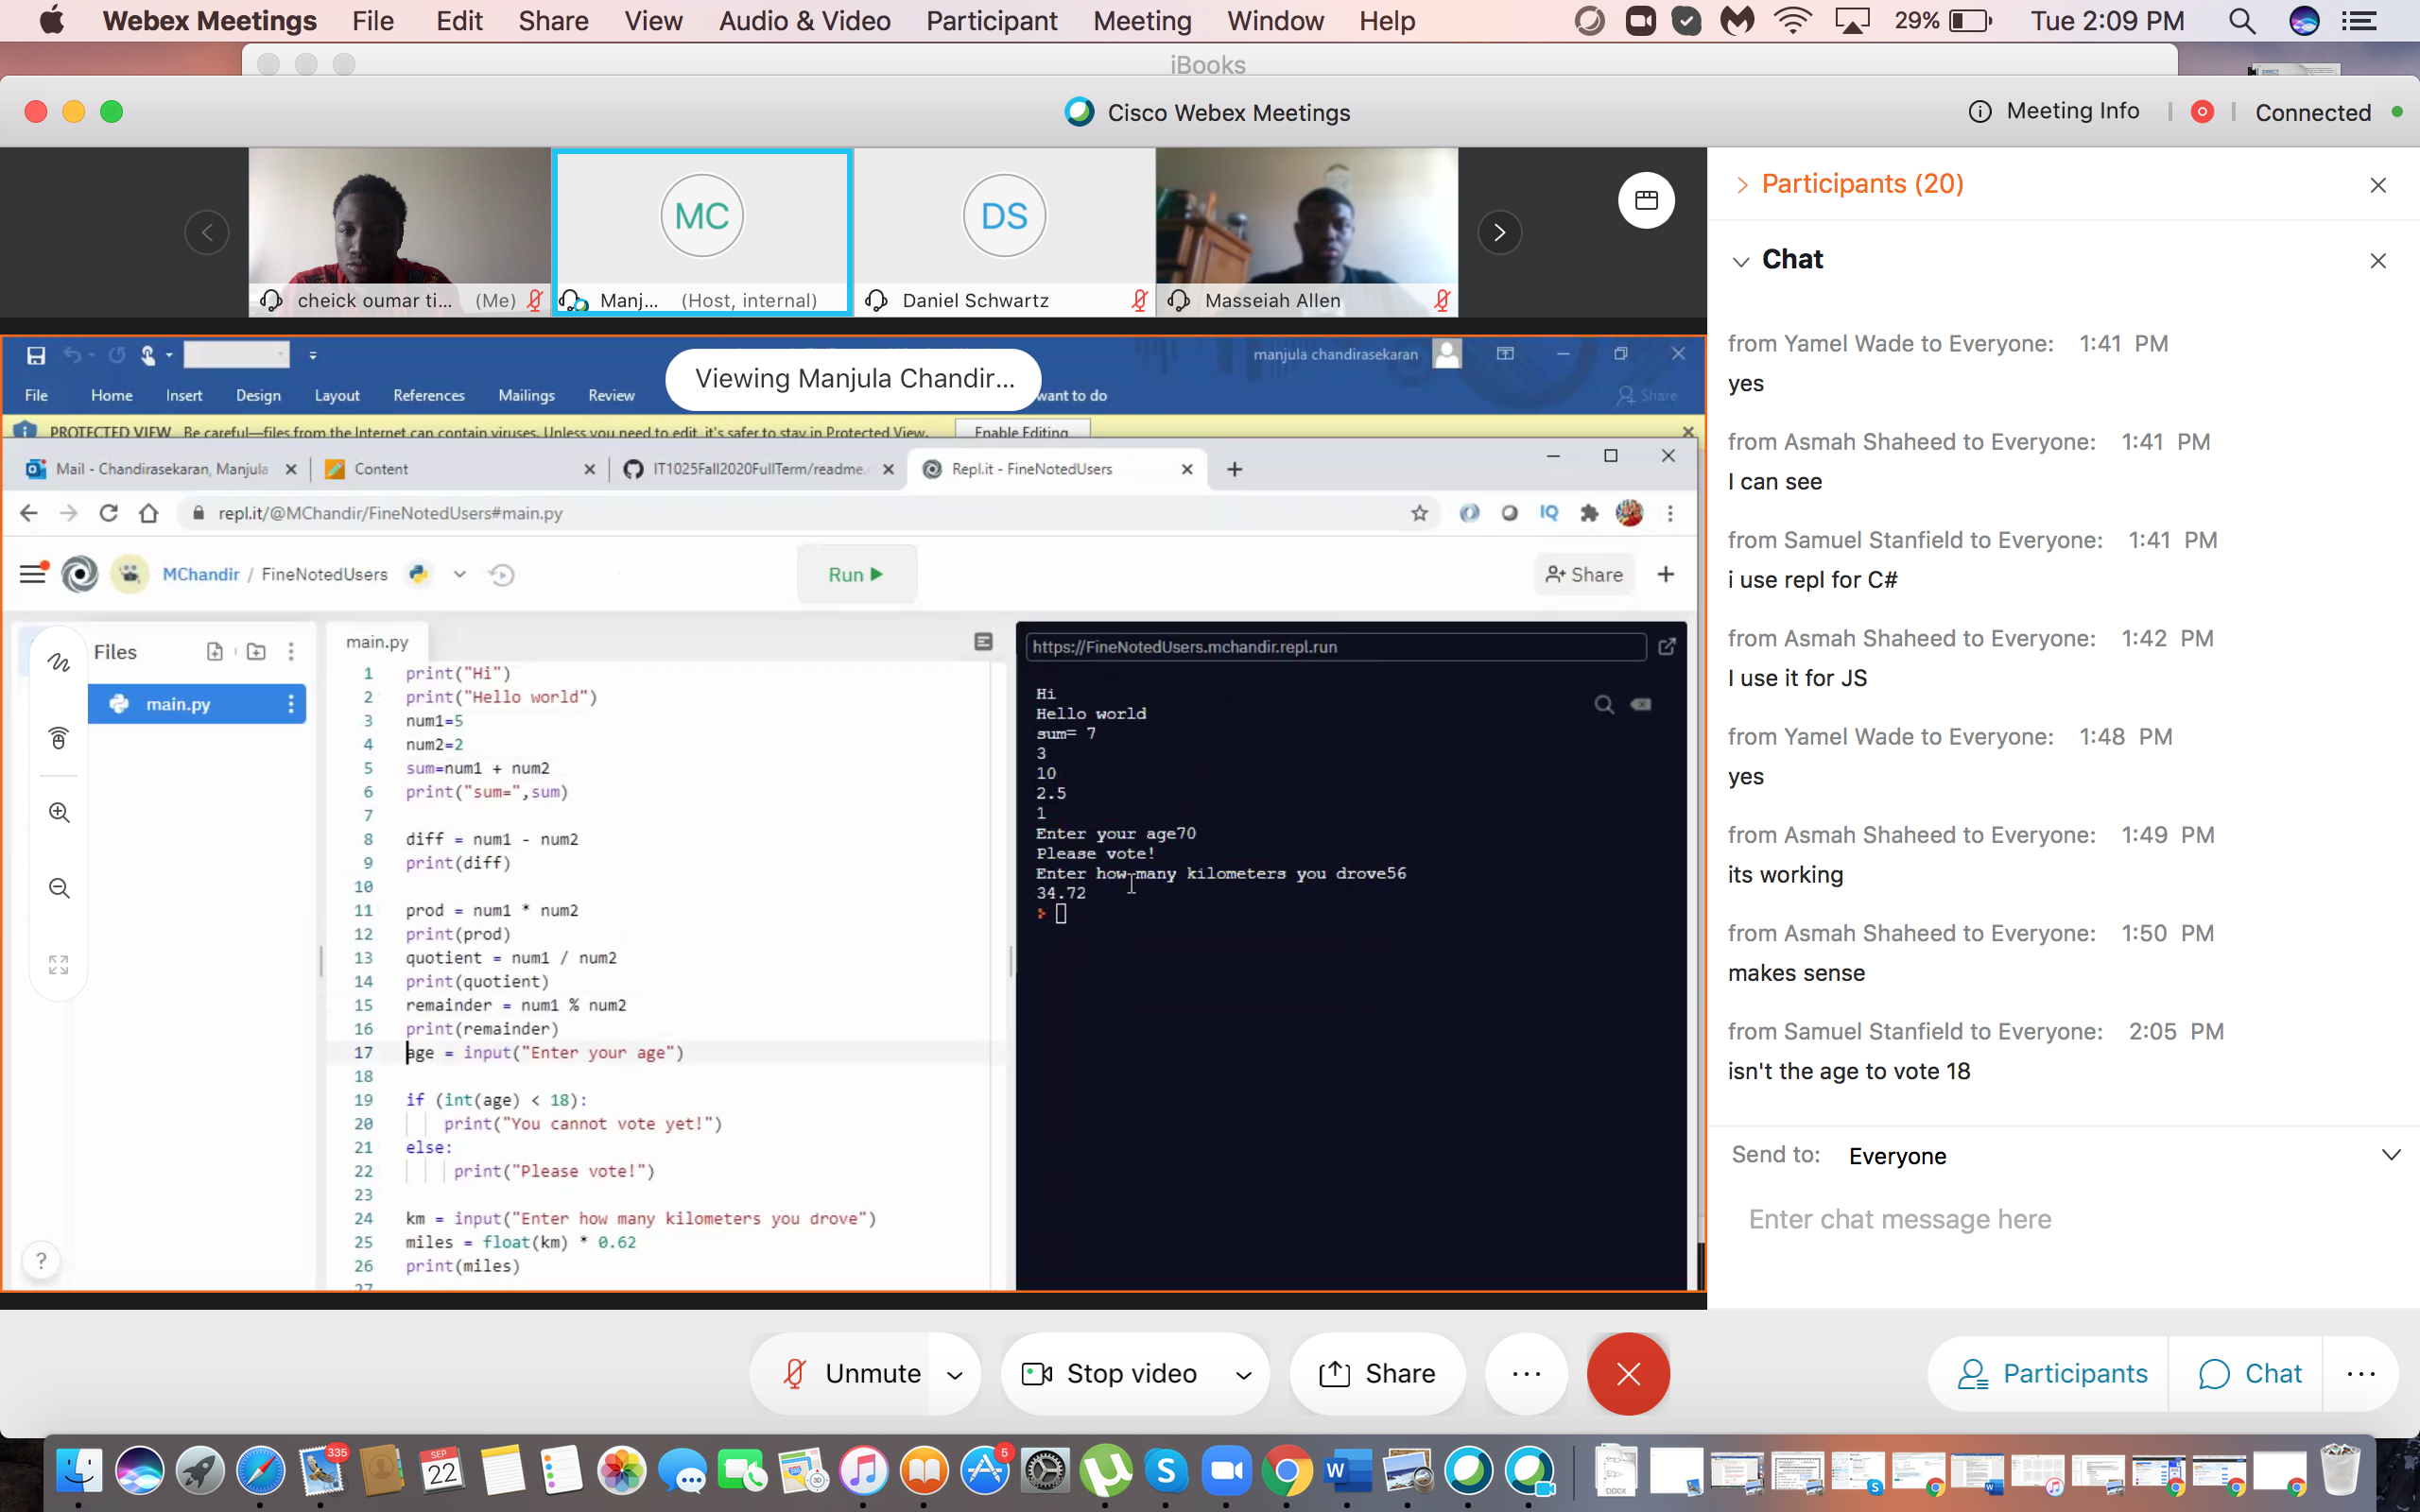 Webex Meetings File Edit Share View Audio & Video Participant Meeting Window Help 29% Tue 2:09 PM
iBooks
Cisco Webex Meetings Meeting Info Connected
Participants (20)
MC DS
cheick oumar ti... (Me) Manj... (Host, internal) Daniel Schwartz Masseiah Allen
Chat
from Yamel Wade to Everyone: 1:41 PM
yes
from Asmah Shaheed to Everyone: 1:41 PM
I can see
from Samuel Stanfield to Everyone: 1:41 PM
i use repl for C#
from Asmah Shaheed to Everyone: 1:42 PM
I use it for JS
from Yamel Wade to Everyone: 1:48 PM
yes
from Asmah Shaheed to Everyone: 1:49 PM
its working
from Asmah Shaheed to Everyone: 1:50 PM
makes sense
from Samuel Stanfield to Everyone: 2:05 PM
isn't the age to vote 18
Send to: Everyone
Enter chat message here
manjula chandirasekaran
Viewing Manjula Chandir...
File Home Insert Design Layout References Mailings Review want to do Share
PROTECTED VIEW Be careful—files from the Internet can contain viruses. Unless you need to edit, it's safer to stay in Protected View. Enable Editing
Mail - Chandirasekaran, Manjula Content IT1025Fall2020FullTerm/readme. Repl.it - FineNotedUsers
repl.it/@MChandir/FineNotedUsers#main.py
IQ
MChandir / FineNotedUsers Run Share
Files
main.py
main.py
1 print("Hi")
2 print("Hello world")
3 num1=5
4 num2=2
5 sum=num1 + num2
6 print("sum=",sum)
7
8 diff = num1 - num2
9 print(diff)
10
11 prod = num1 * num2
12 print(prod)
13 quotient = num1 / num2
14 print(quotient)
15 remainder = num1 % num2
16 print(remainder)
17 age = input("Enter your age")
18
19 if (int(age) < 18):
20 print("You cannot vote yet!")
21 else:
22 print("Please vote!")
23
24 km = input("Enter how many kilometers you drove")
25 miles = float(km) * 0.62
26 print(miles)
27
https://FineNotedUsers.mchandir.repl.run
Hi
Hello world
sum= 7
3
10
2.5
1
Enter your age70
Please vote!
Enter how many kilometers you drove56
34.72
?
Unmute Stop video Share Participants Chat
335 SEP 22 5
3D
DOCX